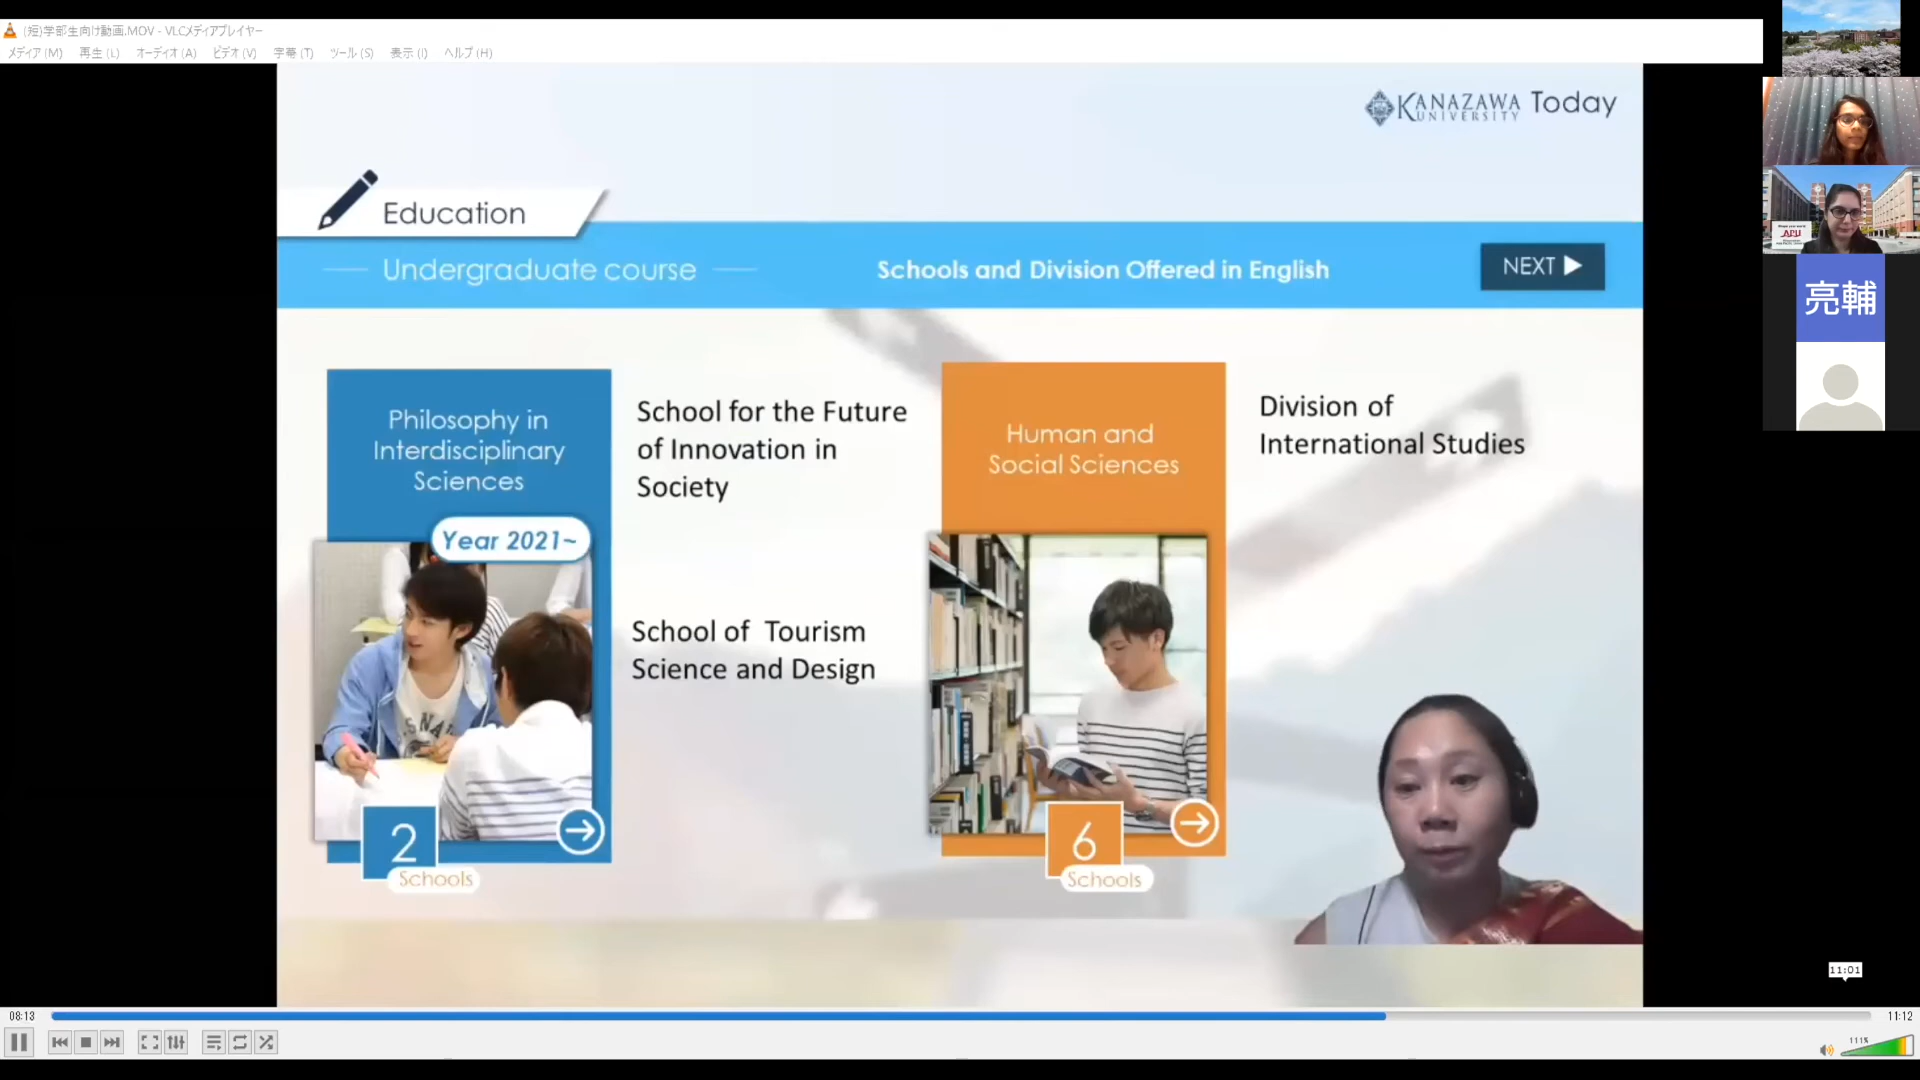 (短)学部生向け動画.MOV - VLCメディアプレイヤー
メディア(M) 再生(L) オーディオ(A) ビデオ(V) 字幕(T) ツール(S) 表示(I) ヘルプ(H)
KANAZAWA UNIVERSITY Today
Education
Undergraduate course
Schools and Division Offered in English
NEXT
Philosophy in
Interdisciplinary
Sciences
Year 2021~
2
Schools
School for the Future
of Innovation in
Society
School of Tourism
Science and Design
Human and
Social Sciences
6
Schools
Division of
International Studies
APU
亮輔
11:01
08:13
11:12
111%